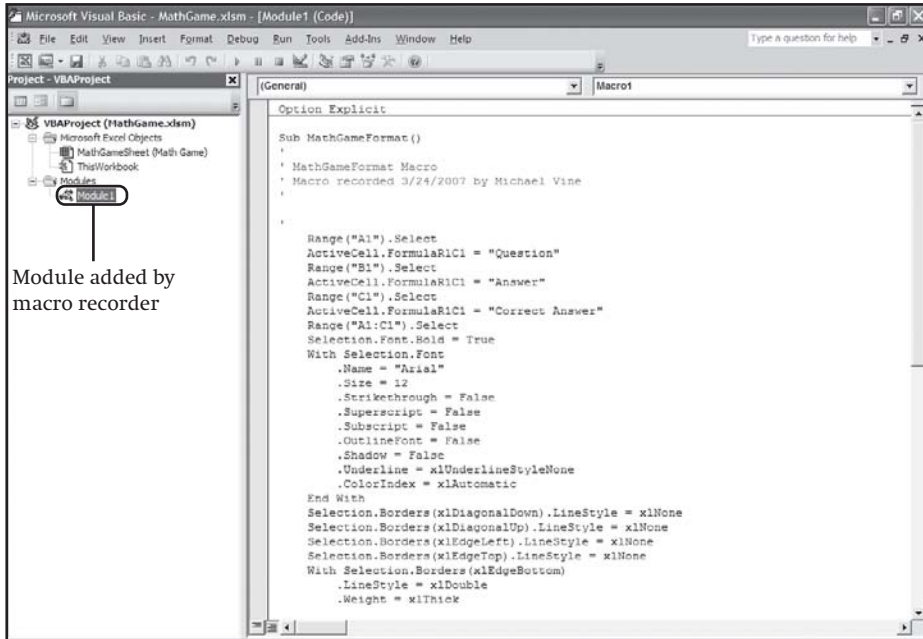 Microsoft Visual Basic - MathGame.xlsm - [Module1 (Code)]
File Edit View Insert Format Debug Run Tools Add-Ins Window Help
Type a question for help
Project - VBAProject
VBAProject (MathGame.xlsm)
Microsoft Excel Objects
MathGameSheet (Math Game)
ThisWorkbook
Modules
Module1
Module added by
macro recorder
(General)
Macro1
Option Explicit
Sub MathGameFormat()
'
' MathGameFormat Macro
' Macro recorded 3/24/2007 by Michael Vine
'
'
Range("A1").Select
ActiveCell.FormulaR1C1 = "Question"
Range("B1").Select
ActiveCell.FormulaR1C1 = "Answer"
Range("C1").Select
ActiveCell.FormulaR1C1 = "Correct Answer"
Range("A1:C1").Select
Selection.Font.Bold = True
With Selection.Font
.Name = "Arial"
.Size = 12
.Strikethrough = False
.Superscript = False
.Subscript = False
.OutlineFont = False
.Shadow = False
.Underline = xlUnderlineStyleNone
.ColorIndex = xlAutomatic
End With
Selection.Borders(xlDiagonalDown).LineStyle = xlNone
Selection.Borders(xlDiagonalUp).LineStyle = xlNone
Selection.Borders(xlEdgeLeft).LineStyle = xlNone
Selection.Borders(xlEdgeTop).LineStyle = xlNone
With Selection.Borders(xlEdgeBottom)
.LineStyle = xlDouble
.Weight = xlThick